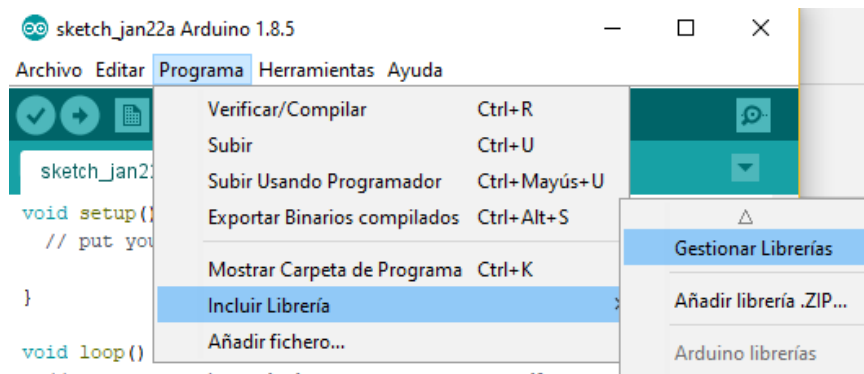 sketch_jan22a Arduino 1.8.5
Archivo Editar Programa Herramientas Ayuda
Verificar/Compilar Ctrl+R
Subir Ctrl+U
sketch_jan2
Subir Usando Programador Ctrl+Mayús+U
void setup()
Exportar Binarios compilados Ctrl+Alt+S
// put you
Gestionar Librerías
Mostrar Carpeta de Programa Ctrl+K
}
Incluir Librería
Añadir librería .ZIP...
Añadir fichero...
void loop()
Arduino librerías